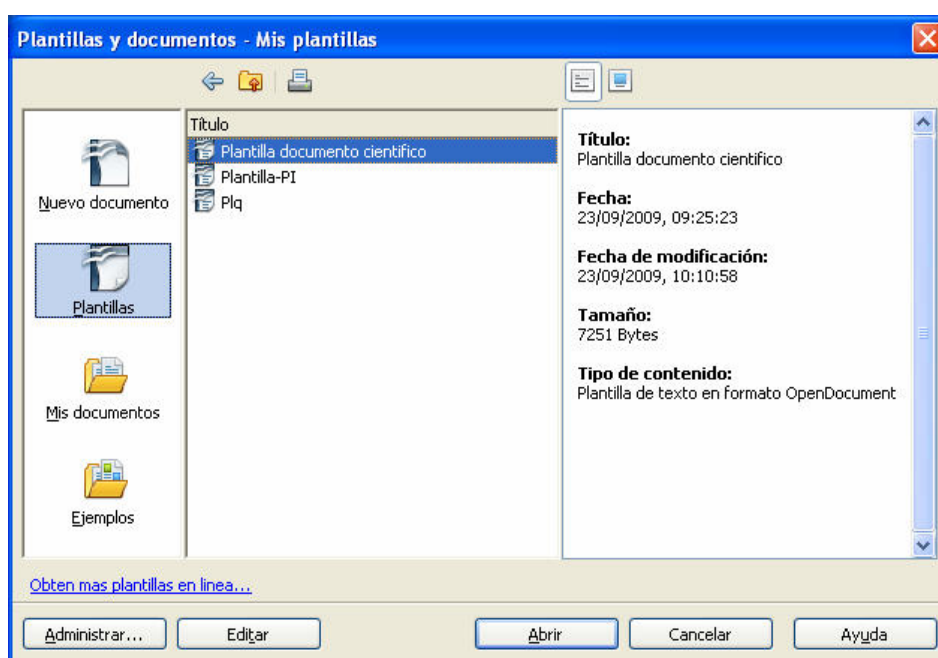 Plantillas y documentos - Mis plantillas
Nuevo documento
Plantillas
Mis documentos
Ejemplos
Título
Plantilla documento cientifico
Plantilla-PI
Plq
Título:
Plantilla documento cientifico
Fecha:
23/09/2009, 09:25:23
Fecha de modificación:
23/09/2009, 10:10:58
Tamaño:
7251 Bytes
Tipo de contenido:
Plantilla de texto en formato OpenDocument
Obten mas plantillas en linea...
Administrar... Editar Abrir Cancelar Ayuda